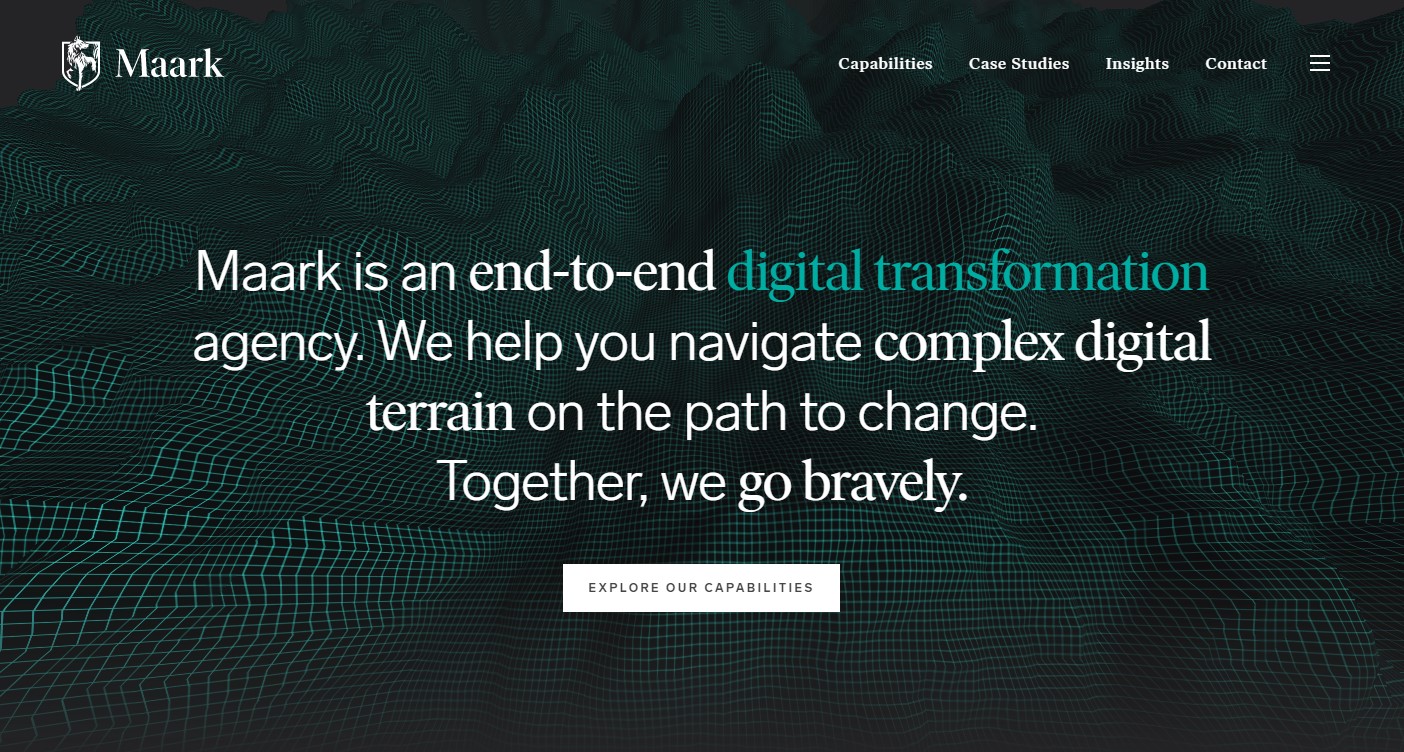 Maark
Capabilities
Case Studies
Insights
Contact
Maark is an end-to-end digital transformation
agency. We help you navigate complex digital
terrain on the path to change.
Together, we go bravely.
EXPLORE OUR CAPABILITIES